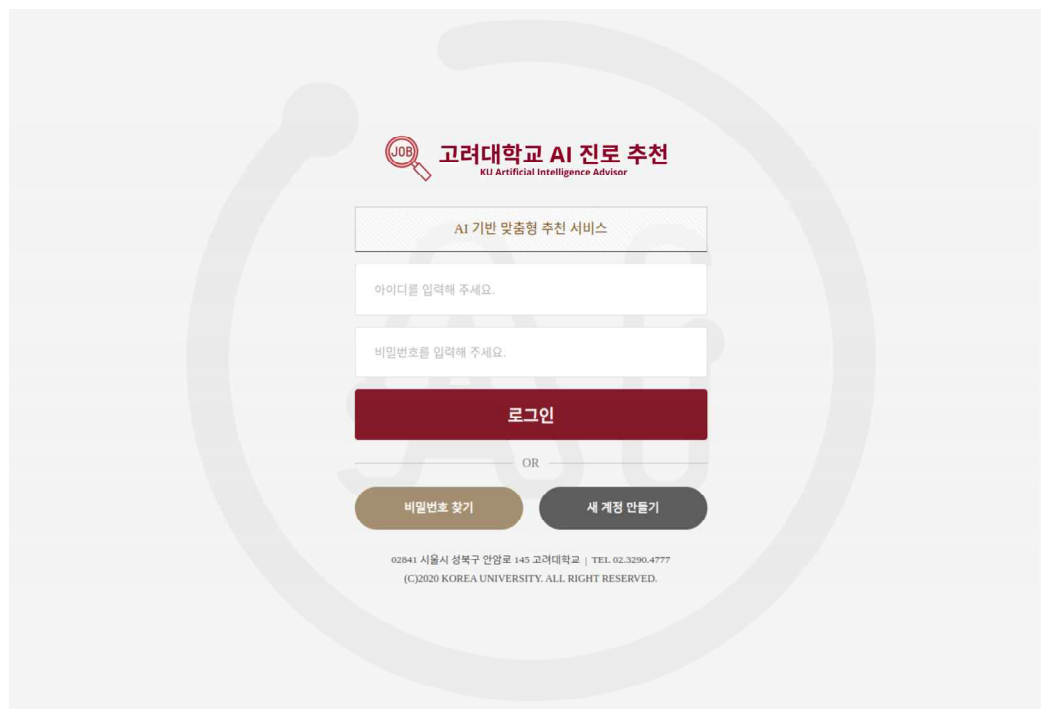 JOB
고려대학교 AI 진로 추천
KU Artificial Intelligence Advisor
AI 기반 맞춤형 추천 서비스
아이디를 입력해 주세요.
비밀번호를 입력해 주세요.
로그인
OR
비밀번호 찾기
새 계정 만들기
02841 서울시 성북구 안암로 145 고려대학교 | TEL 02.3290.4777
(C)2020 KOREA UNIVERSITY. ALL RIGHT RESERVED.